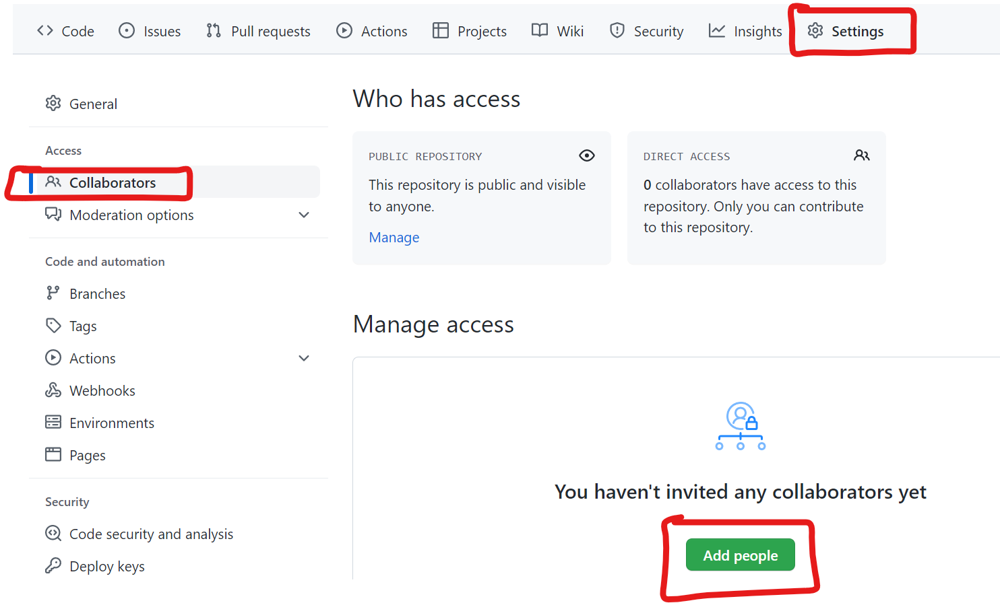 Code Issues Pull requests Actions Projects Wiki Security Insights Settings
General
Access
Collaborators
Moderation options
Code and automation
Branches
Tags
Actions
Webhooks
Environments
Pages
Security
Code security and analysis
Deploy keys
Who has access
PUBLIC REPOSITORY
This repository is public and visible
to anyone.
Manage
DIRECT ACCESS
0 collaborators have access to this
repository. Only you can contribute
to this repository.
Manage access
You haven't invited any collaborators yet
Add people